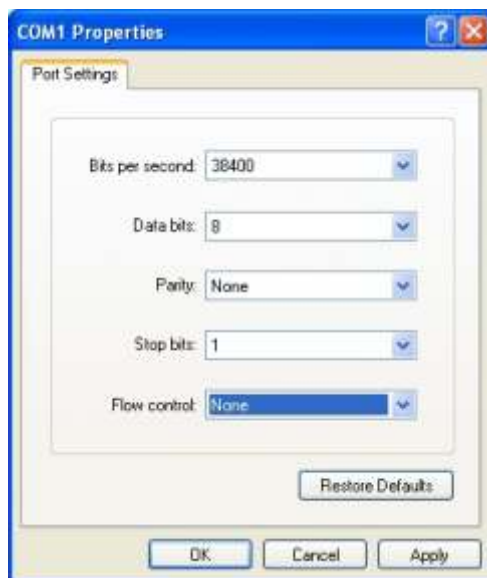 COM1 Properties
Port Settings
Bits per second: 38400
Data bits: 8
Parity: None
Stop bits: 1
Flow control: None
Restore Defaults
OK Cancel Apply